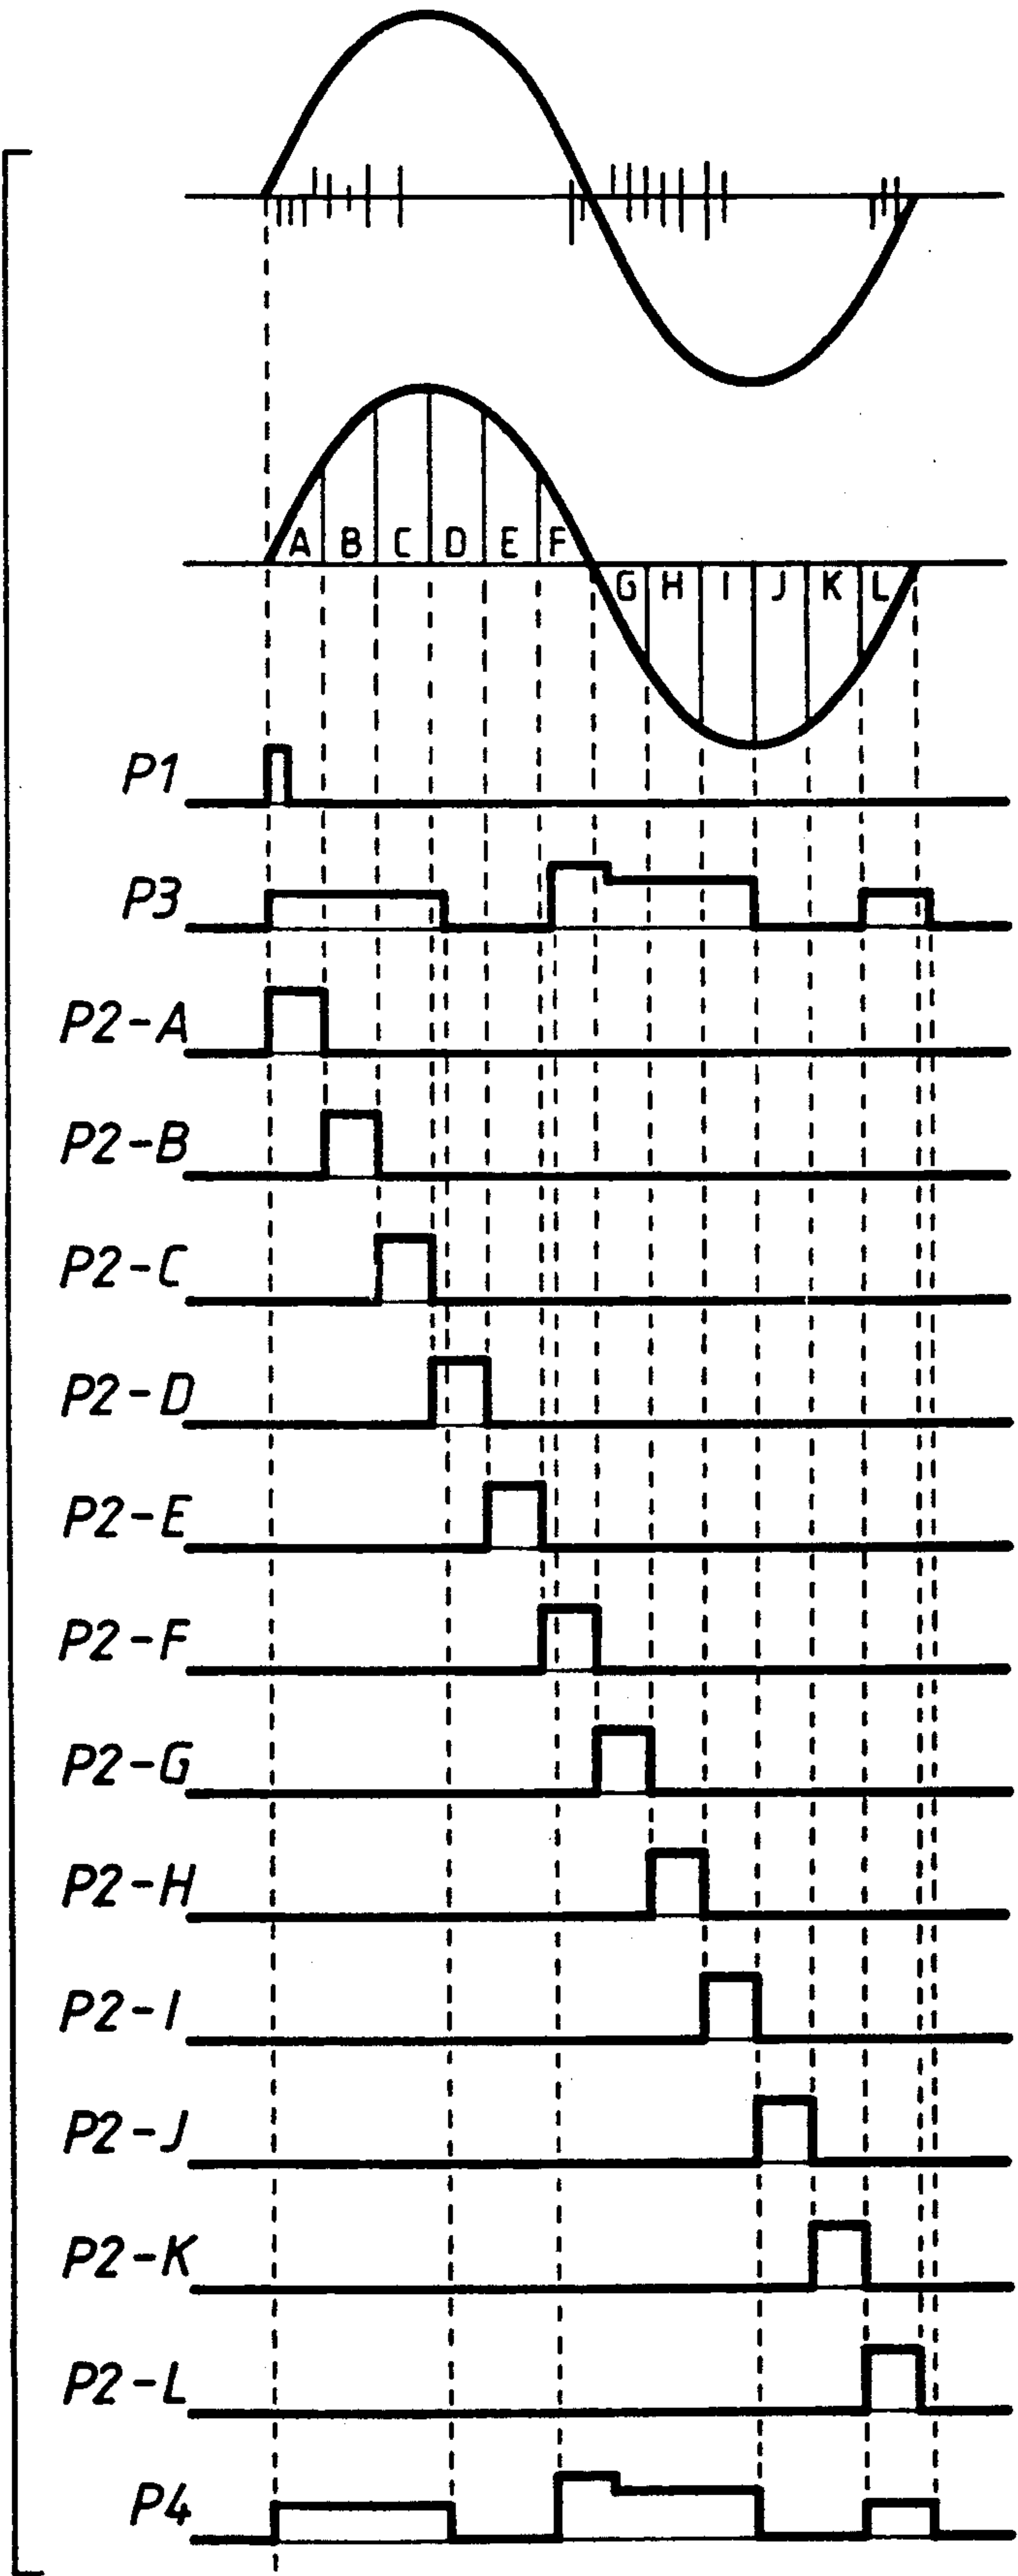 A B C D E F
G H I J K L
P1
P3
P2-A
P2-B
P2-C
P2-D
P2-E
P2-F
P2-G
P2-H
P2-I
P2-J
P2-K
P2-L
P4